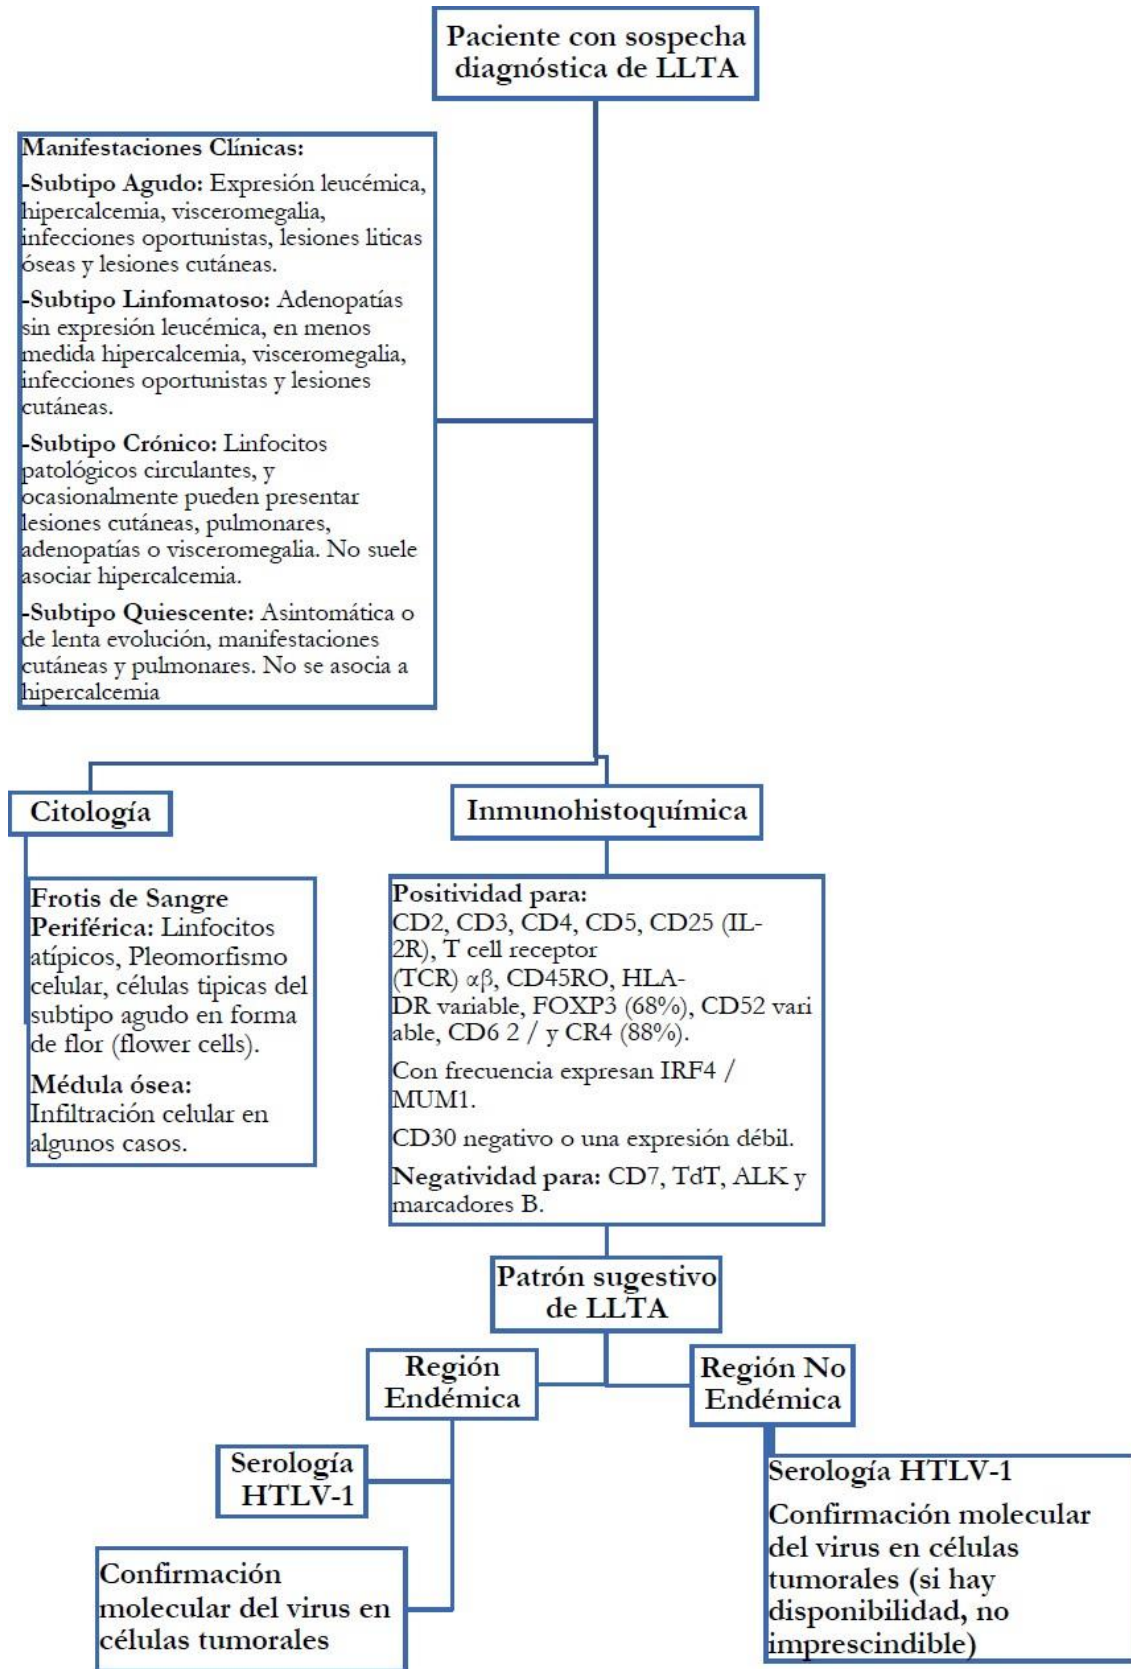 Paciente con sospecha
diagnóstica de LLTA
Manifestaciones Clínicas:
-Subtipo Agudo: Expresión leucémica,
hipercalcemia, visceromegalia,
infecciones oportunistas, lesiones liticas
óseas y lesiones cutáneas.
-Subtipo Linfomatoso: Adenopatías
sin expresión leucémica, en menos
medida hipercalcemia, visceromegalia,
infecciones oportunistas y lesiones
cutáneas.
-Subtipo Crónico: Linfocitos
patológicos circulantes, y
ocasionalmente pueden presentar
lesiones cutáneas, pulmonares,
adenopatías o visceromegalia. No suele
asociar hipercalcemia.
-Subtipo Quiescente: Asintomática o
de lenta evolución, manifestaciones
cutáneas y pulmonares. No se asocia a
hipercalcemia
Citología
Frotis de Sangre
Periférica: Linfocitos
atípicos, Pleomorfismo
celular, células tipicas del
subtipo agudo en forma
de flor (flower cells).
Médula ósea:
Infiltración celular en
algunos casos.
Inmunohistoquímica
Positividad para:
CD2, CD3, CD4, CD5, CD25 (IL-
2R), T cell receptor
(TCR) αβ, CD45RO, HLA-
DR variable, FOXP3 (68%), CD52 vari
able, CD6 2 / y CR4 (88%).
Con frecuencia expresan IRF4 /
MUM1.
CD30 negativo o una expresión débil.
Negatividad para: CD7, TdT, ALK y
marcadores B.
Patrón sugestivo
de LLTA
Región
Endémica
Serología
HTLV-1
Confirmación
molecular del virus en
células tumorales
Región No
Endémica
Serología HTLV-1
Confirmación molecular
del virus en células
tumorales (si hay
disponibilidad, no
imprescindible)